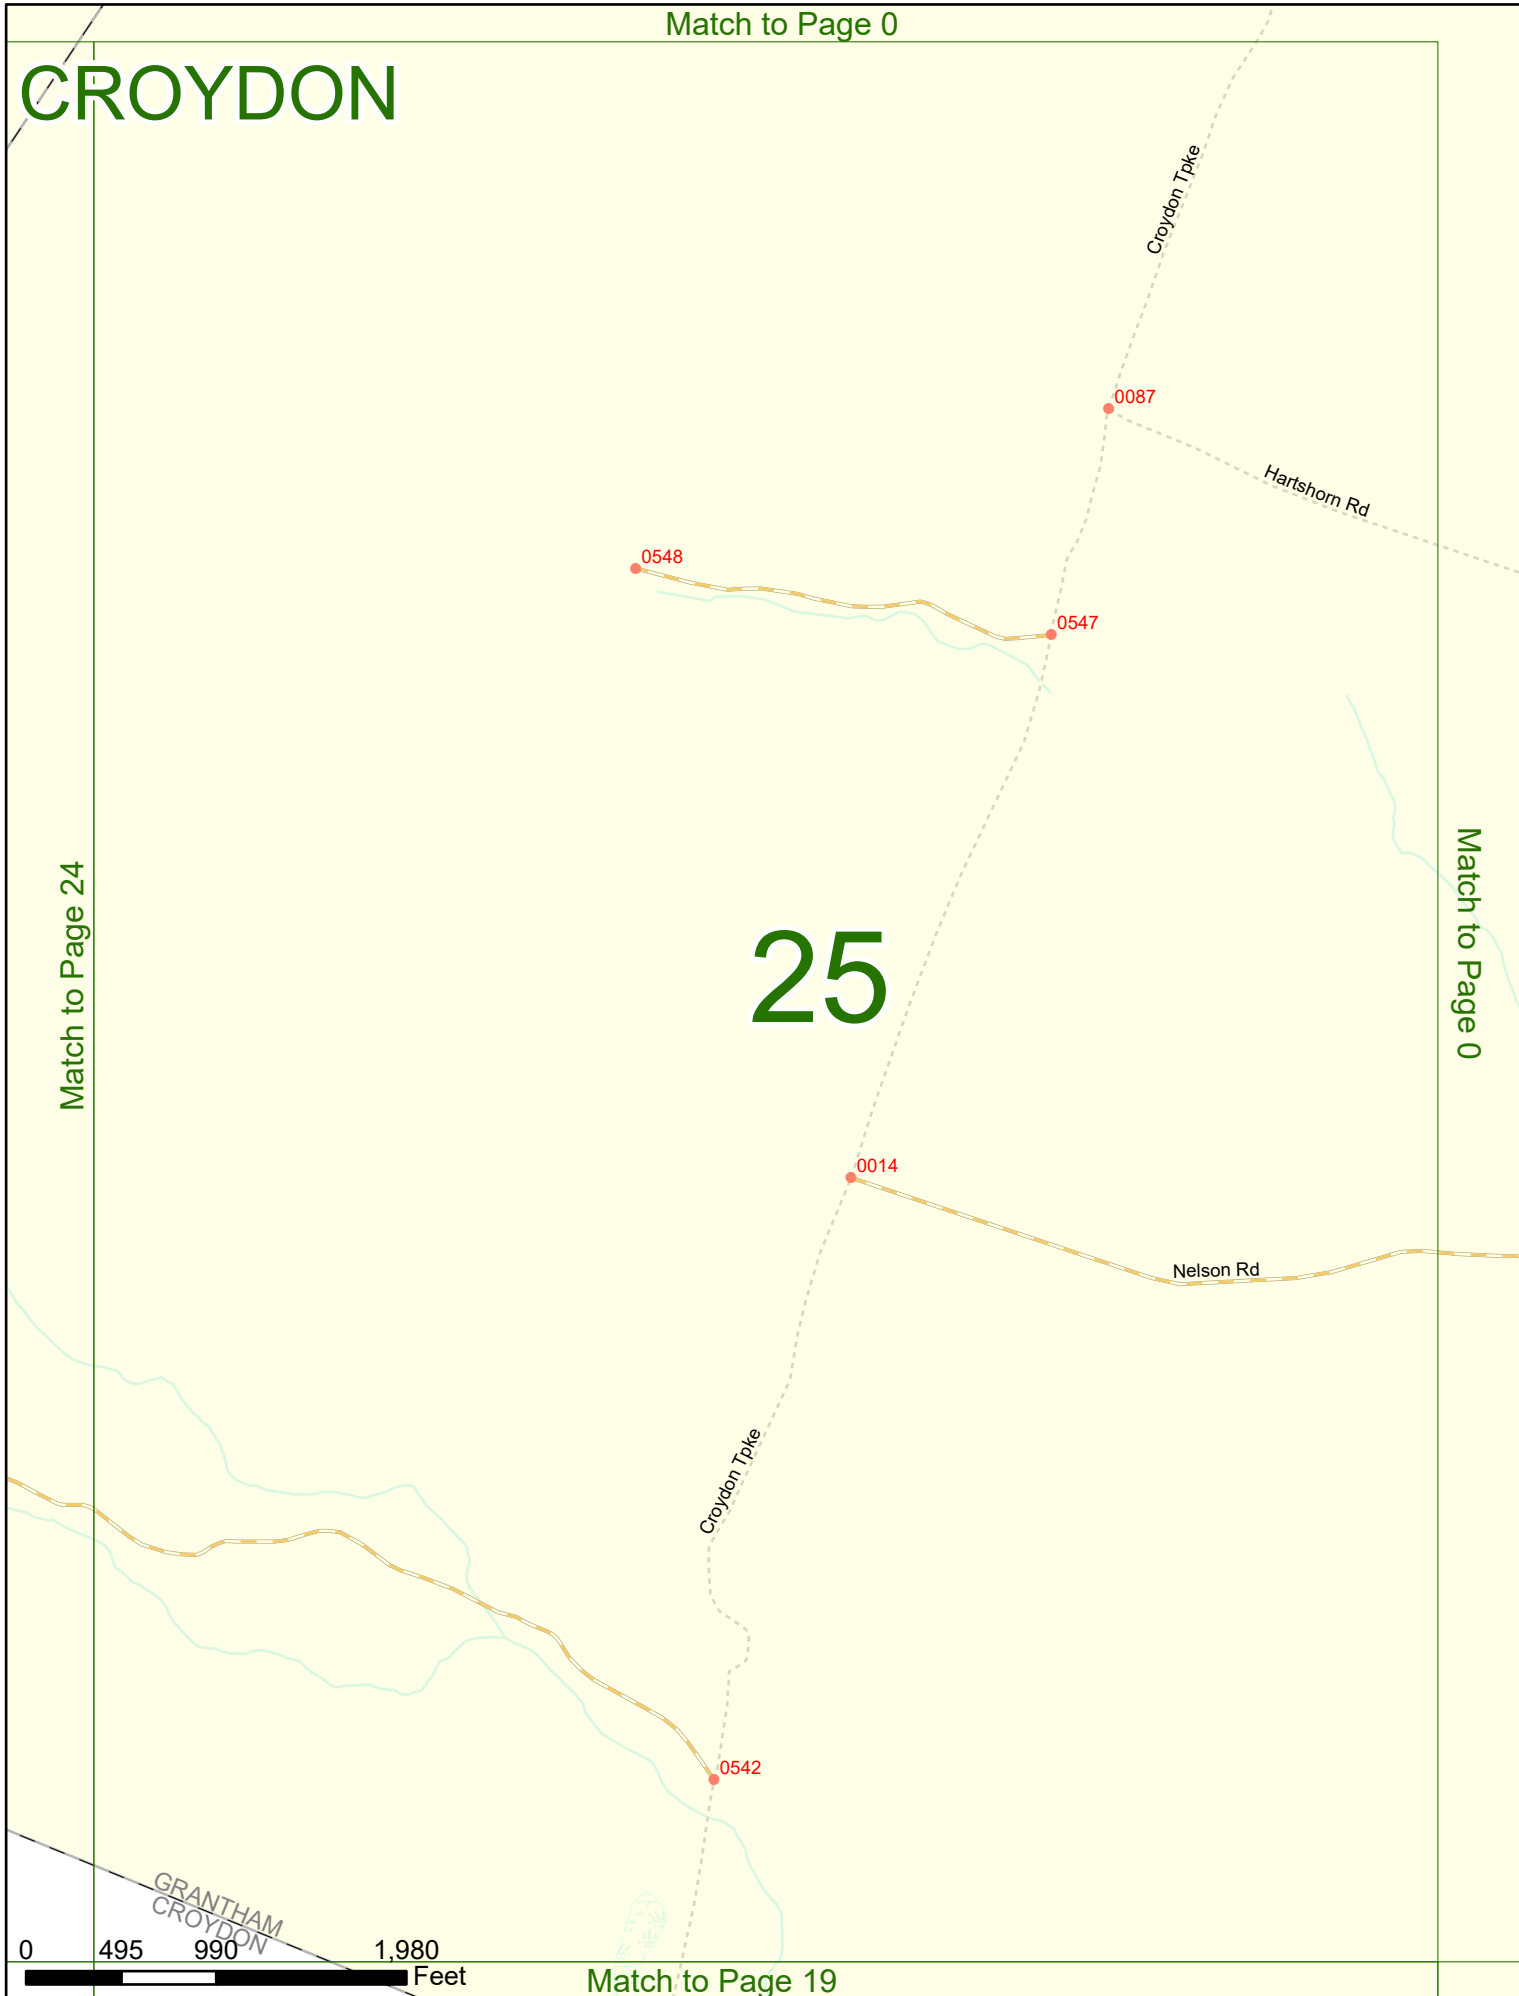 Match to Page 0
CROYDON
Croydon Tpke
0087
Hartshorn Rd
0548
0547
Match to Page 24
25
Match to Page 0
0014
Nelson Rd
Croydon Tpke
0542
GRANTHAM
CROYDON
0 495 990 1,980
Feet
Match to Page 19